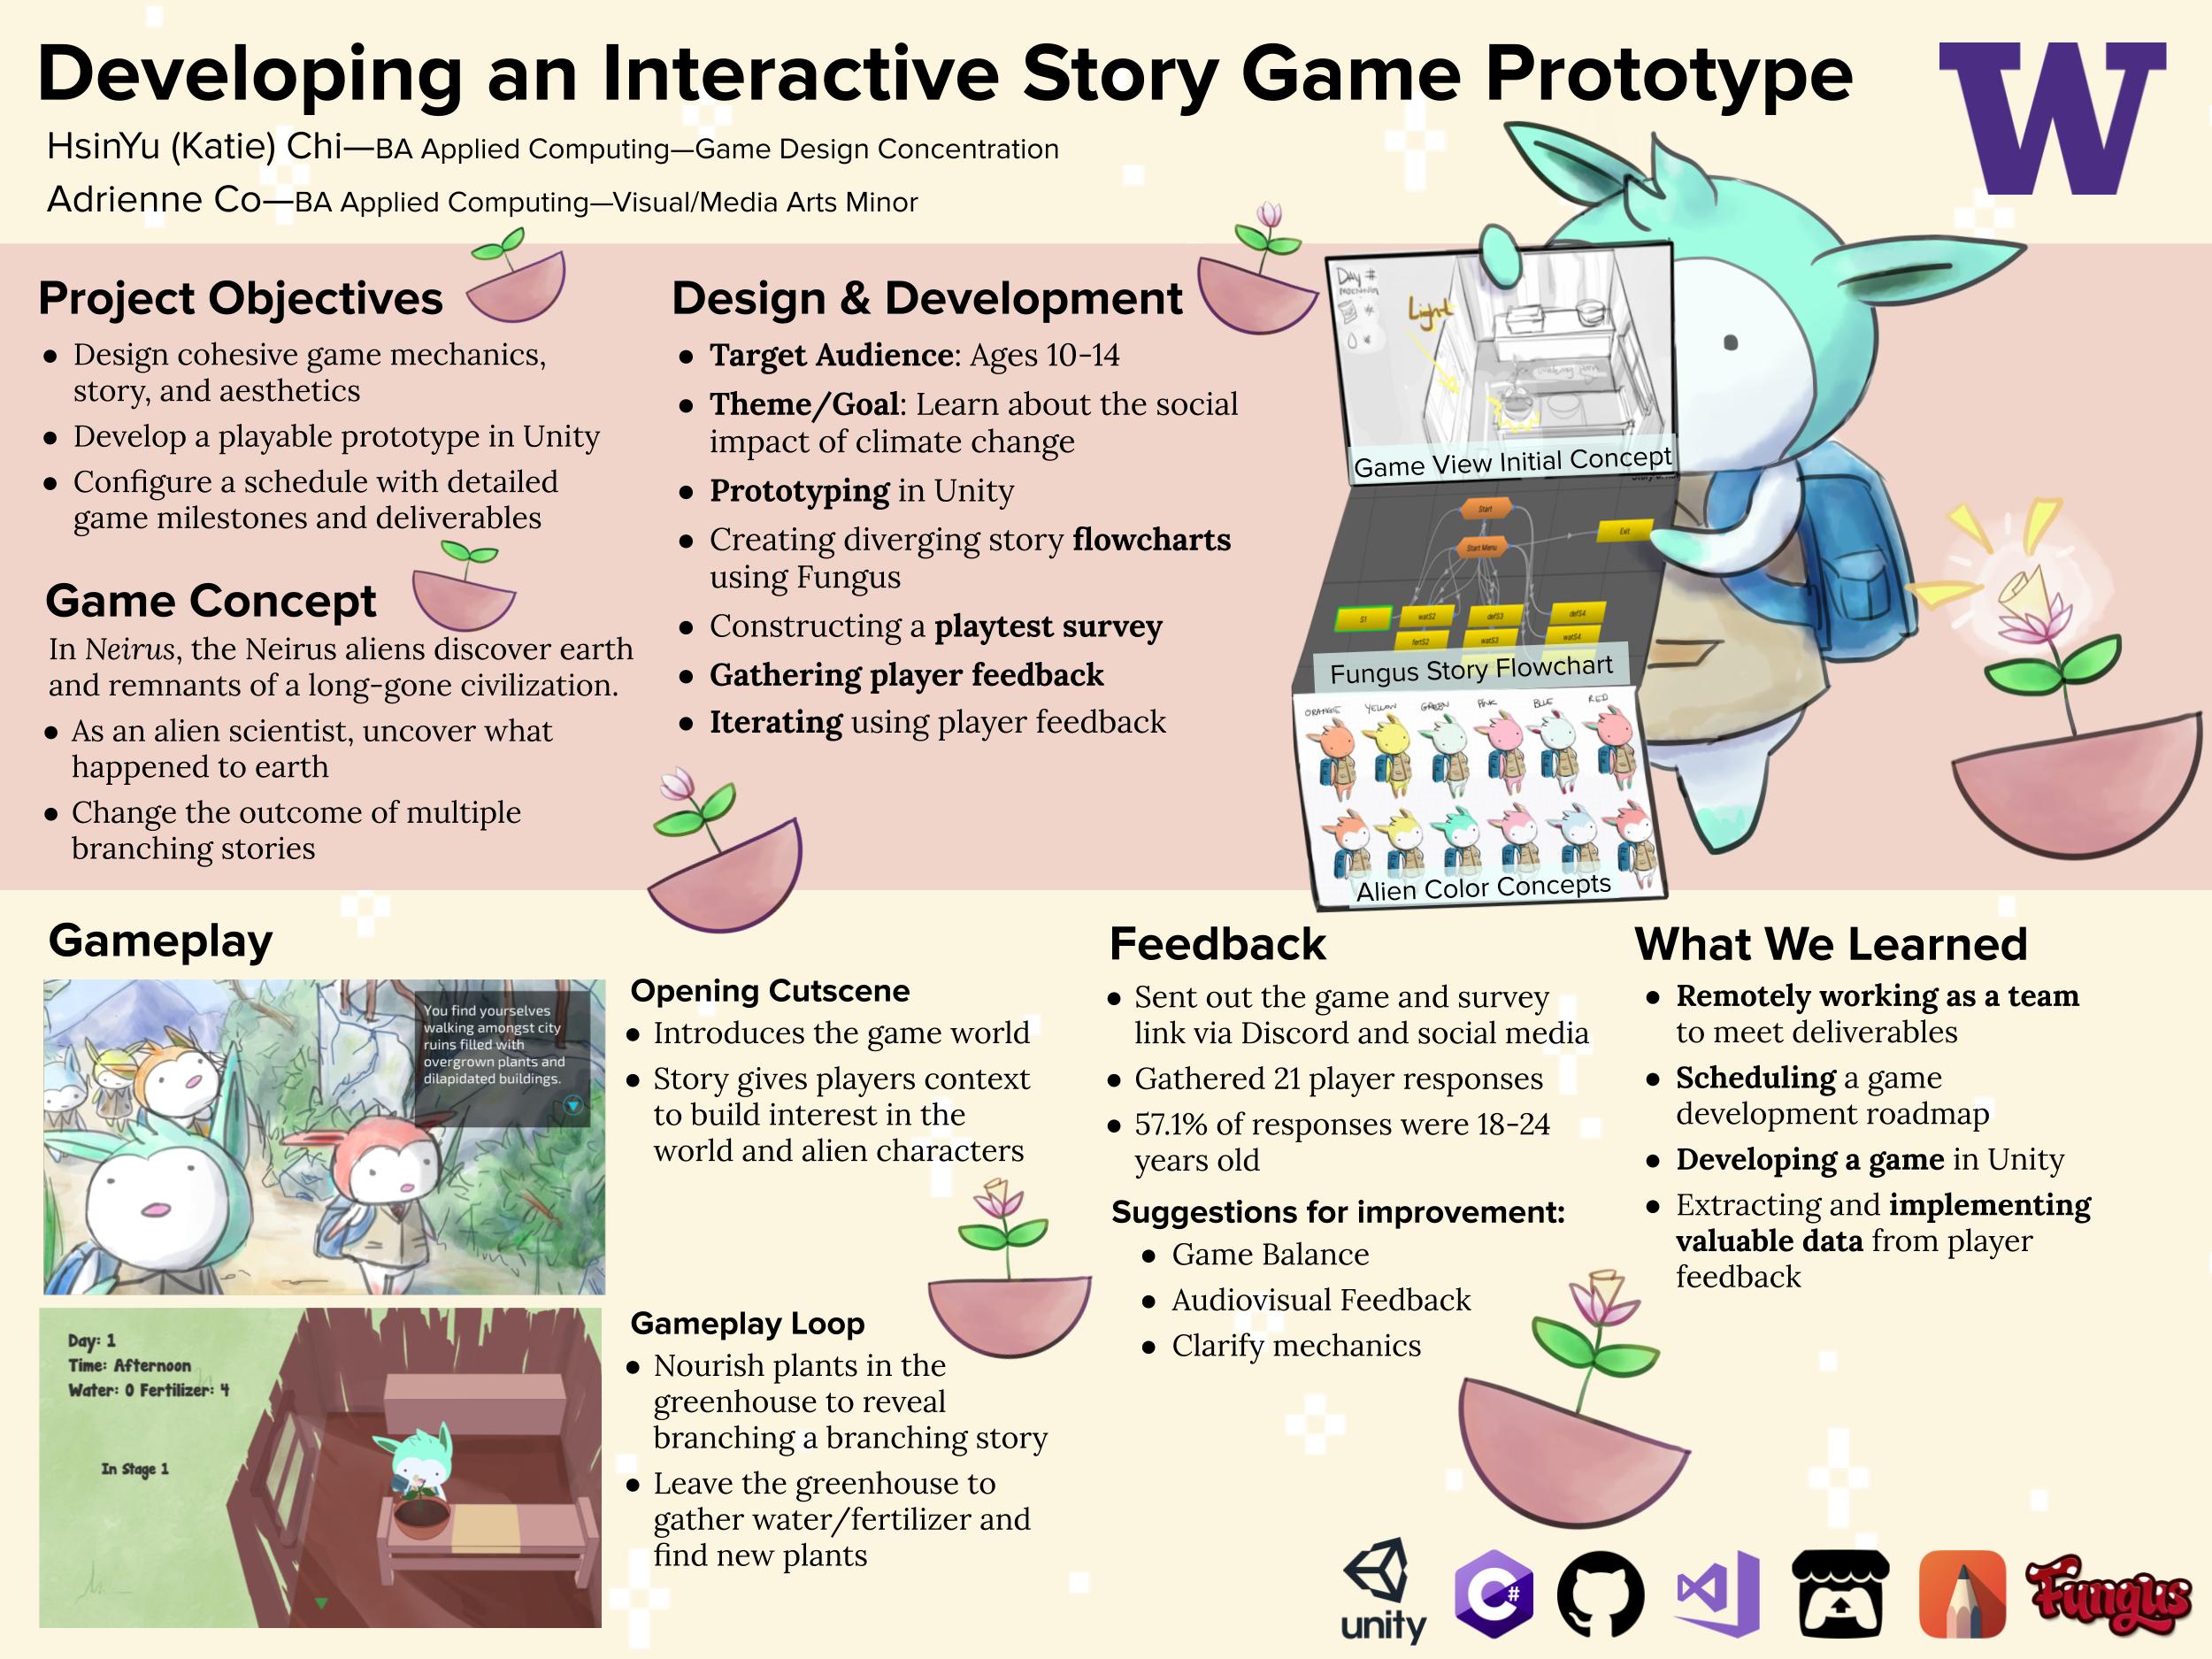 Developing an Interactive Story Game Prototype
W
HsinYu (Katie) Chi—BA Applied Computing—Game Design Concentration
Adrienne Co—BA Applied Computing—Visual/Media Arts Minor
Project Objectives
● Design cohesive game mechanics,
story, and aesthetics
● Develop a playable prototype in Unity
● Configure a schedule with detailed
game milestones and deliverables
Game Concept
In Neirus, the Neirus aliens discover earth
and remnants of a long-gone civilization.
● As an alien scientist, uncover what
happened to earth
● Change the outcome of multiple
branching stories
Design & Development
● Target Audience: Ages 10-14
● Theme/Goal: Learn about the social
impact of climate change
● Prototyping in Unity
● Creating diverging story flowcharts
using Fungus
● Constructing a playtest survey
● Gathering player feedback
● Iterating using player feedback
DAY #
Light
Game View Initial Concept
Start
Start Menu
Exit
S1
watS2
defS3
defS4
fertS2
watS3
watS4
Fungus Story Flowchart
ORANGE YELLOW GREEN PINK BLUE RED
Alien Color Concepts
Gameplay
You find yourselves
walking amongst city
ruins filled with
overgrown plants and
dilapidated buildings.
Opening Cutscene
● Introduces the game world
● Story gives players context
to build interest in the
world and alien characters
Day: 1
Time: Afternoon
Water: 0 Fertilizer: 4
In Stage 1
Gameplay Loop
● Nourish plants in the
greenhouse to reveal
branching a branching story
● Leave the greenhouse to
gather water/fertilizer and
find new plants
Feedback
● Sent out the game and survey
link via Discord and social media
● Gathered 21 player responses
● 57.1% of responses were 18-24
years old
Suggestions for improvement:
● Game Balance
● Audiovisual Feedback
● Clarify mechanics
What We Learned
● Remotely working as a team
to meet deliverables
● Scheduling a game
development roadmap
● Developing a game in Unity
● Extracting and implementing
valuable data from player
feedback
unity
C#
Fungus